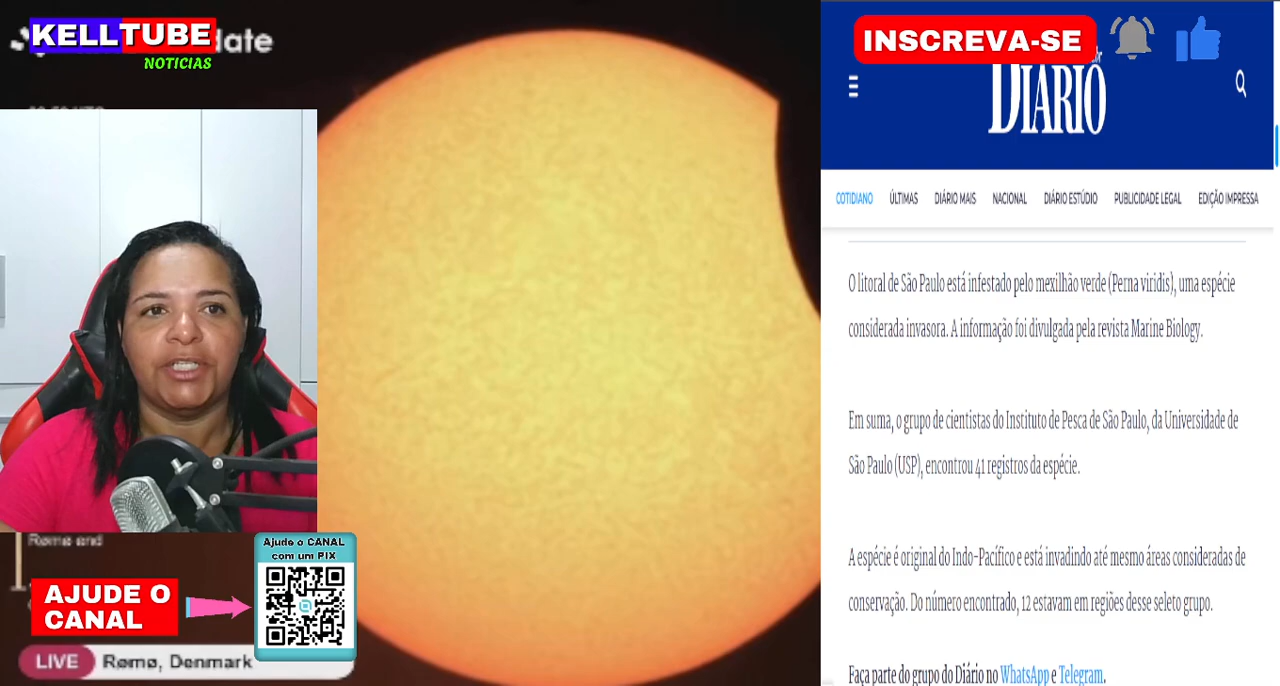 KELLTUBE
date
NOTICIAS
Rømø and
Ajude o CANAL
com um PIX
AJUDE O
CANAL
LIVE Rømø, Denmark
INSCREVA-SE
DIÁRIO
COTIDIANO ÚLTIMAS DIÁRIO MAIS NACIONAL DIÁRIO ESTÚDIO PUBLICIDADE LEGAL EDIÇÃO IMPRESSA
O litoral de São Paulo está infestado pelo mexilhão verde (Perna viridis), uma espécie
considerada invasora. A informação foi divulgada pela revista Marine Biology.
Em suma, o grupo de cientistas do Instituto de Pesca de São Paulo, da Universidade de
São Paulo (USP), encontrou 41 registros da espécie.
A espécie é original do Indo-Pacífico e está invadindo até mesmo áreas consideradas de
conservação. Do número encontrado, 12 estavam em regiões desse seleto grupo.
Faça parte do grupo do Diário no WhatsApp e Telegram.